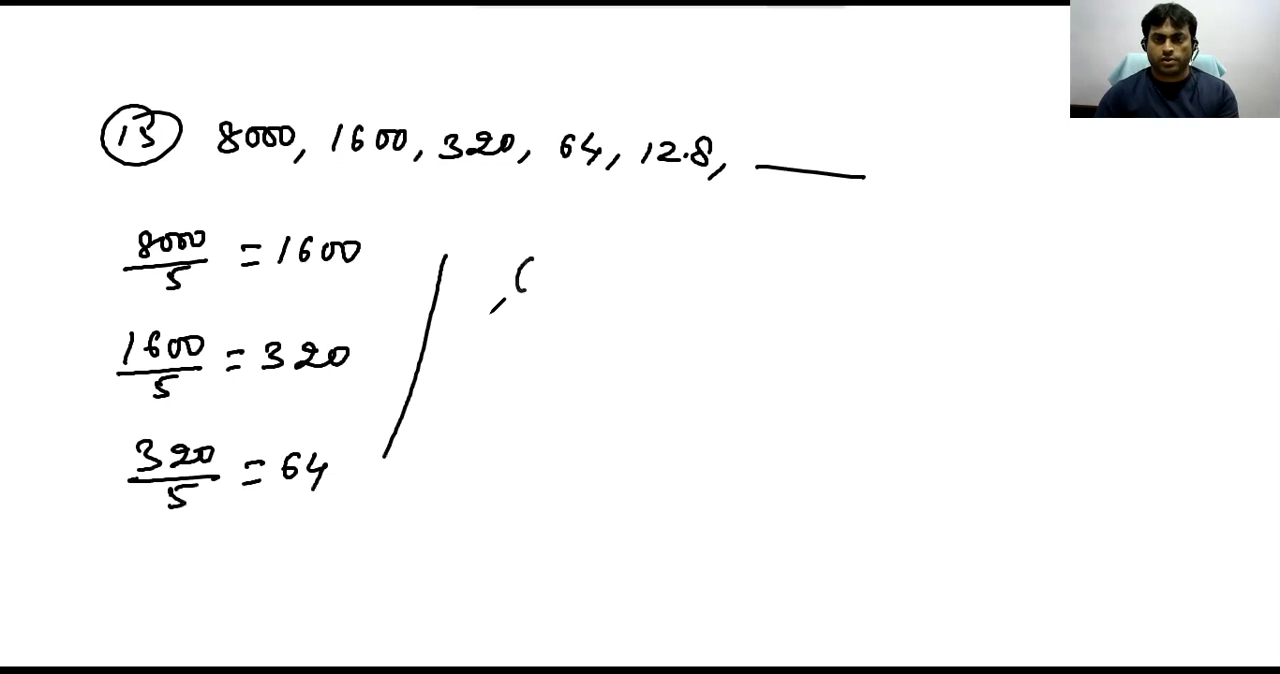 15 8000, 1600, 320, 64, 12.8, ____
8000/5 = 1600
1600/5 = 320
320/5 = 64